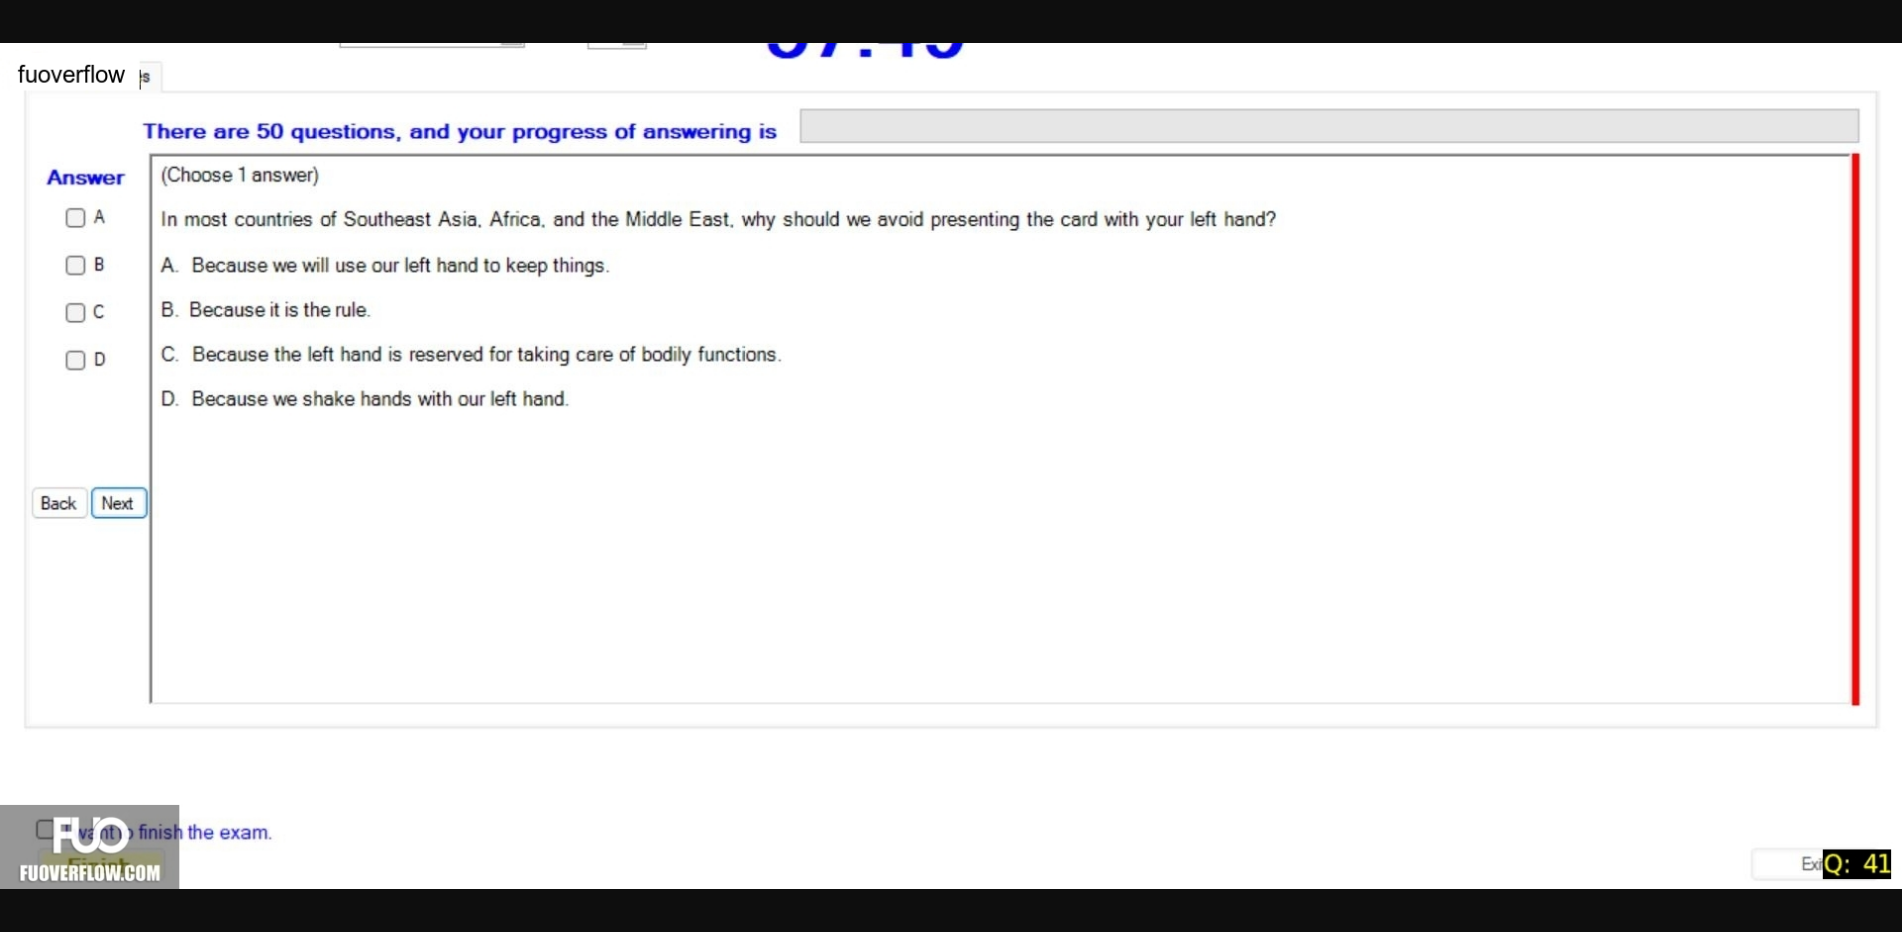 fuoverflow
There are 50 questions, and your progress of answering is
Answer
(Choose 1 answer)
A
In most countries of Southeast Asia, Africa, and the Middle East, why should we avoid presenting the card with your left hand?
B
A. Because we will use our left hand to keep things.
C
B. Because it is the rule.
D
C. Because the left hand is reserved for taking care of bodily functions.
D. Because we shake hands with our left hand.
Back Next
FUO
finish the exam.
FUOVERFLOW.COM
Q: 41